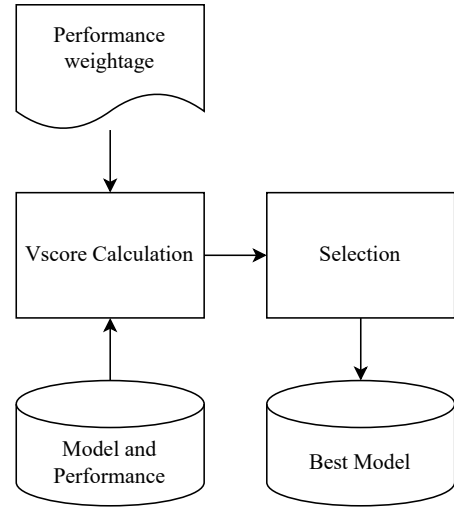 Performance
weightage
Vscore Calculation
Selection
Model and
Performance
Best Model